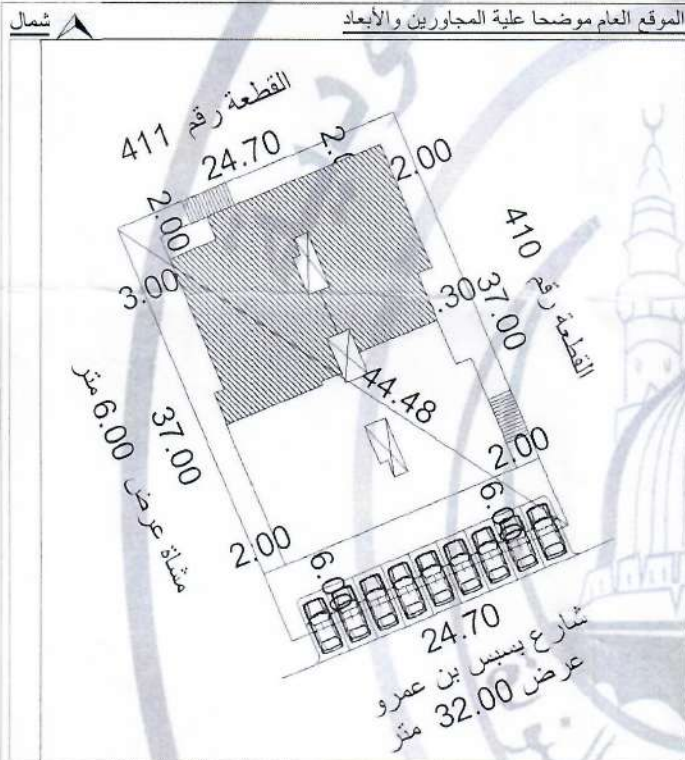 الموقع العام موضحا علية المجاورين والأبعاد
شمال
القطعة رقم 411
24.70
2.00
2.00
3.00
القطعة رقم 410
37.00
.30
44.48
37.00
مشاة عرض 6.00 متر
2.00
2.00
6.00
6.00
24.70
شارع بسبس بن عمرو
عرض 32.00 متر